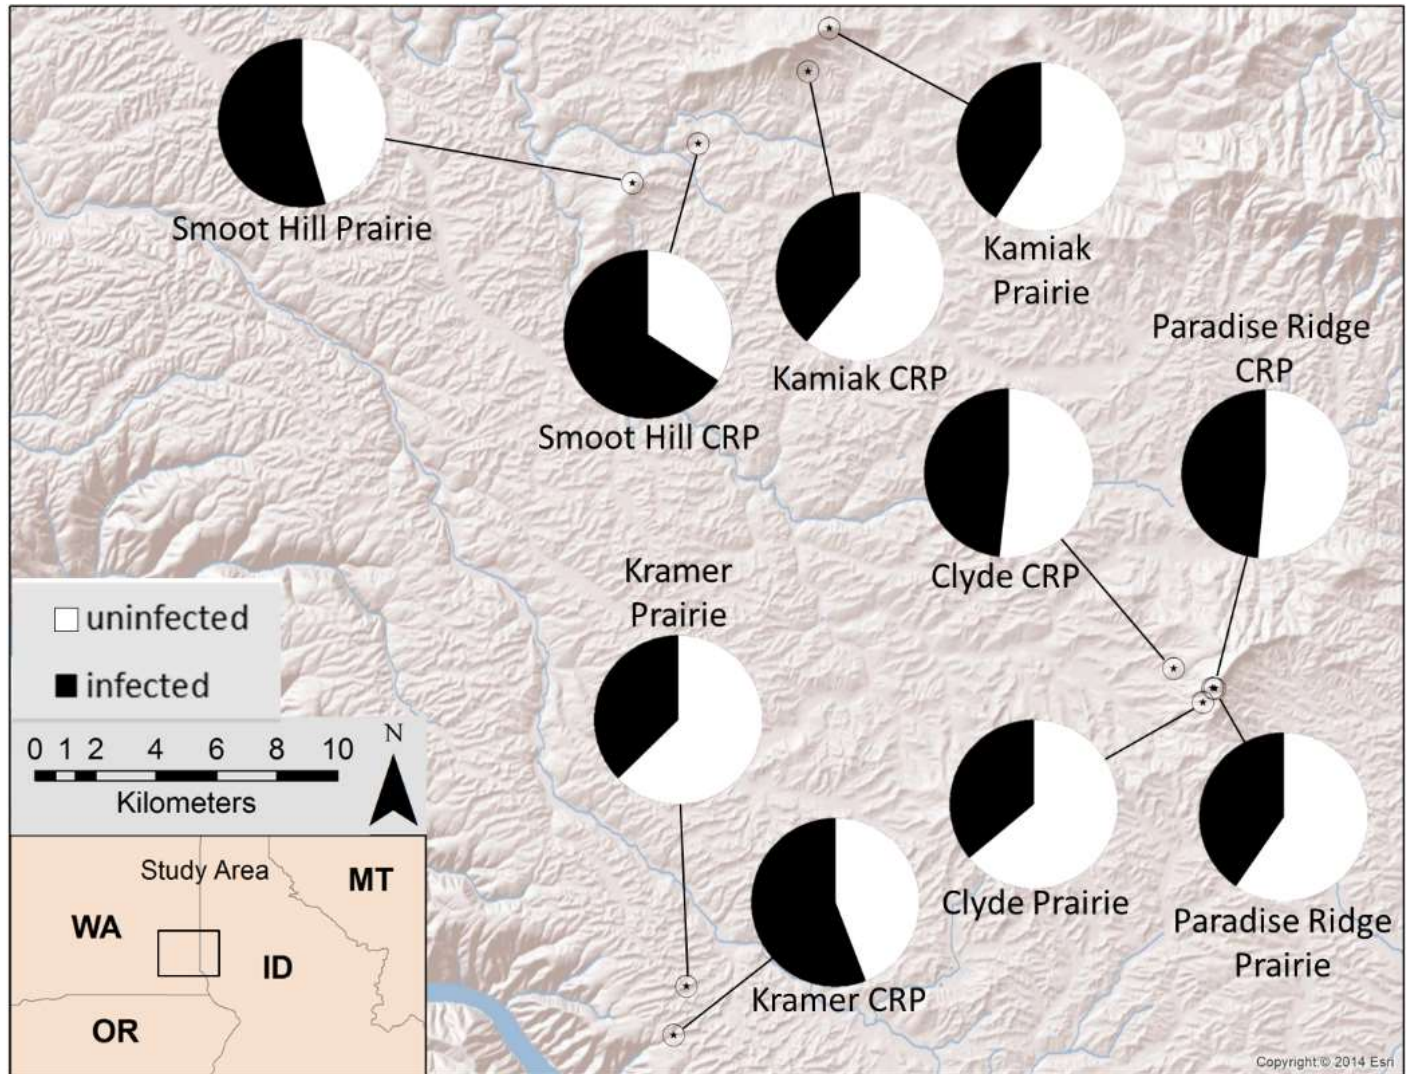 Smoot Hill Prairie
Kamiak
Prairie
Kamiak CRP
Smoot Hill CRP
Paradise Ridge
CRP
Clyde CRP
Kramer
Prairie
Clyde Prairie
Paradise Ridge
Prairie
Kramer CRP
uninfected
infected
0 1 2 4 6 8 10
Kilometers
N
Study Area
MT
WA
ID
OR
Copyright:© 2014 Esri